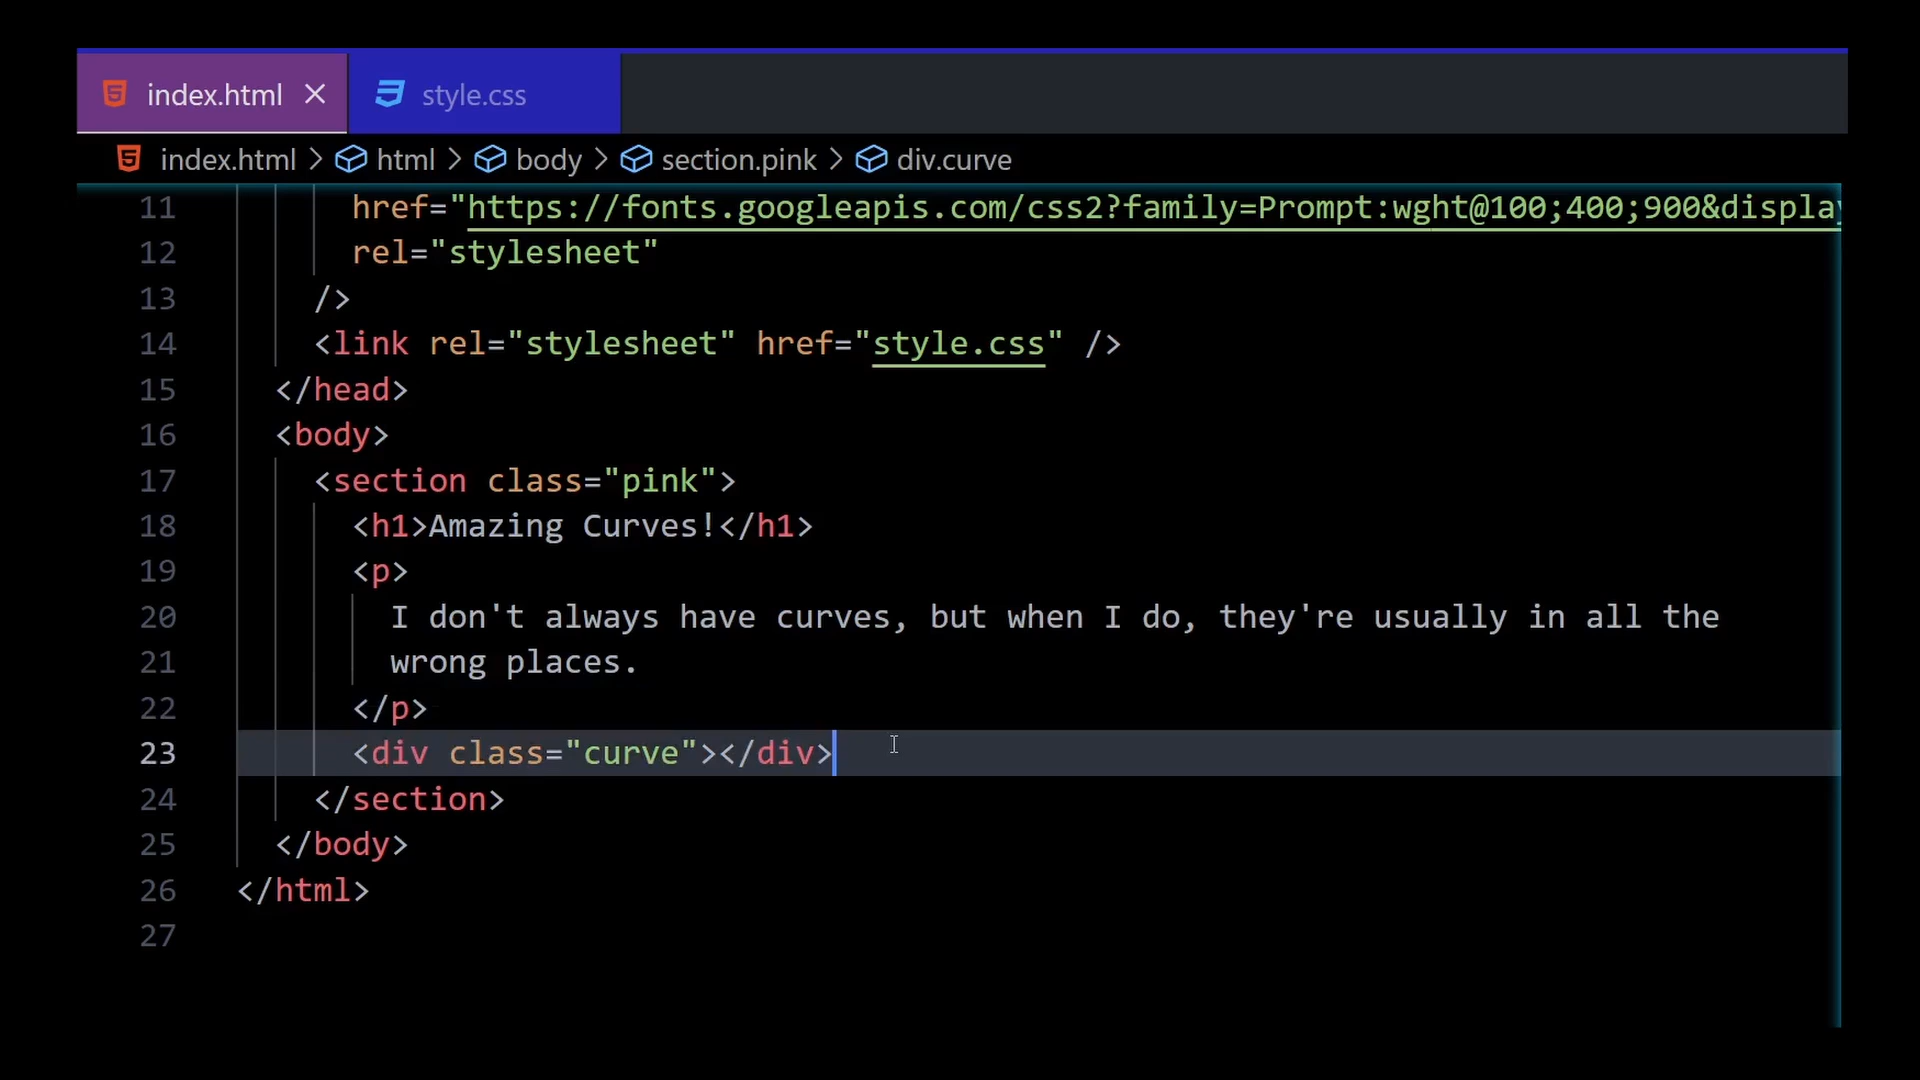 index.html
style.css
index.html > html > body > section.pink > div.curve
11 href="https://fonts.googleapis.com/css2?family=Prompt:wght@100;400;900&display
12 rel="stylesheet"
13 />
14 <link rel="stylesheet" href="style.css" />
15 </head>
16 <body>
17 <section class="pink">
18 <h1>Amazing Curves!</h1>
19 <p>
20 I don't always have curves, but when I do, they're usually in all the
21 wrong places.
22 </p>
23 <div class="curve"></div>
24 </section>
25 </body>
26 </html>
27